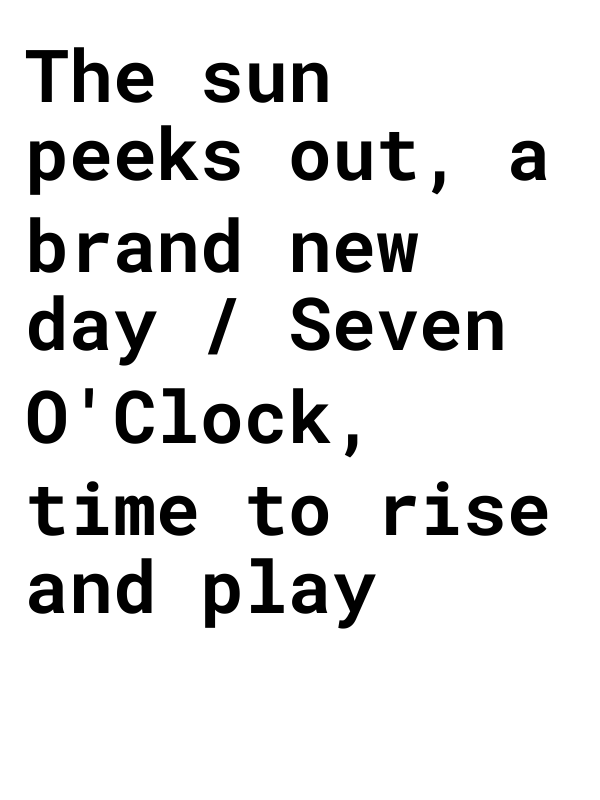 The sun
peeks out, a
brand new
day / Seven
O'Clock,
time to rise
and play